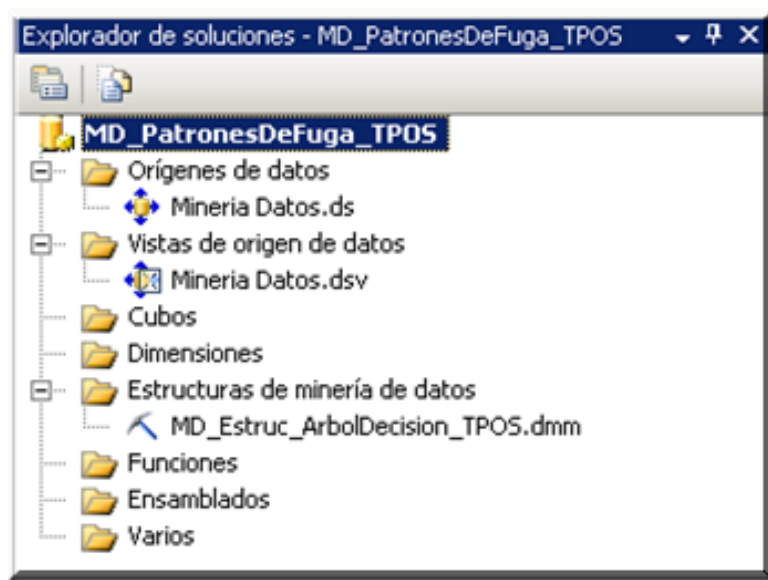 Explorador de soluciones - MD_PatronesDeFuga_TPOS
MD_PatronesDeFuga_TPOS
Orígenes de datos
Mineria Datos.ds
Vistas de origen de datos
Mineria Datos.dsv
Cubos
Dimensiones
Estructuras de minería de datos
MD_Estruc_ArbolDecision_TPOS.dmm
Funciones
Ensamblados
Varios